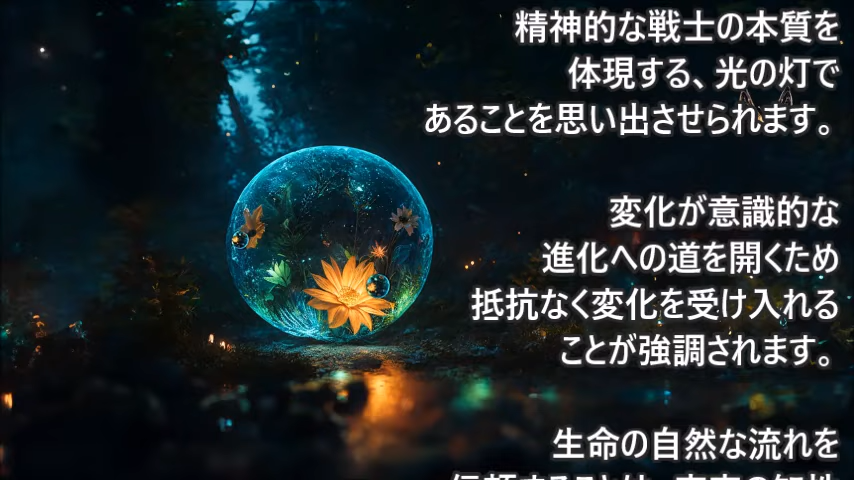 精神的な戦士の本質を
体現する、光の灯で
あることを思い出させられます。
変化が意識的な
進化への道を開くため
抵抗なく変化を受け入れる
ことが強調されます。
生命の自然な流れを